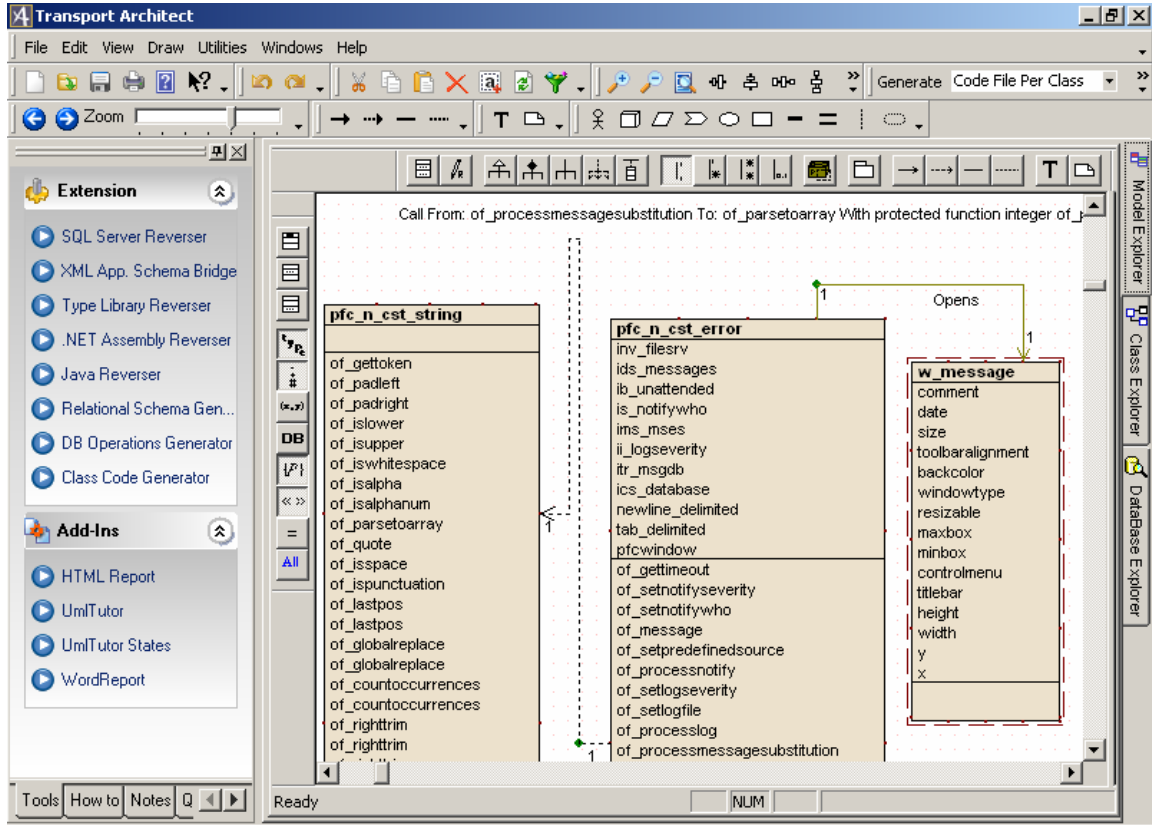 Transport Architect
File Edit View Draw Utilities Windows Help
Generate Code File Per Class
Zoom
T
Extension
SQL Server Reverser
XML App. Schema Bridge
Type Library Reverser
.NET Assembly Reverser
Java Reverser
Relational Schema Gen...
DB Operations Generator
Class Code Generator
Add-Ins
HTML Report
UmlTutor
UmlTutor States
WordReport
Tools How to Notes Q
T
DB
« »
=
All
Call From: of_processmessagesubstitution To: of_parsetoarray With protected function integer of_
pfc_n_cst_string
of_gettoken
of_padleft
of_padright
of_islower
of_isupper
of_iswhitespace
of_isalpha
of_isalphanum
of_parsetoarray
of_quote
of_isspace
of_ispunctuation
of_lastpos
of_lastpos
of_globalreplace
of_globalreplace
of_countoccurrences
of_countoccurrences
of_righttrim
of_righttrim
1
1
pfc_n_cst_error
inv_filesrv
ids_messages
ib_unattended
is_notifywho
ims_mses
ii_logseverity
itr_msgdb
ics_database
newline_delimited
tab_delimited
pfcwindow
of_gettimeout
of_setnotifyseverity
of_setnotifywho
of_message
of_setpredefinedsource
of_processnotify
of_setlogseverity
of_setlogfile
of_processlog
of_processmessagesubstitution
1
Opens
1
w_message
comment
date
size
toolbaralignment
backcolor
windowtype
resizable
maxbox
minbox
controlmenu
titlebar
height
width
y
x
Model Explorer
Class Explorer
DataBase Explorer
Ready
NUM